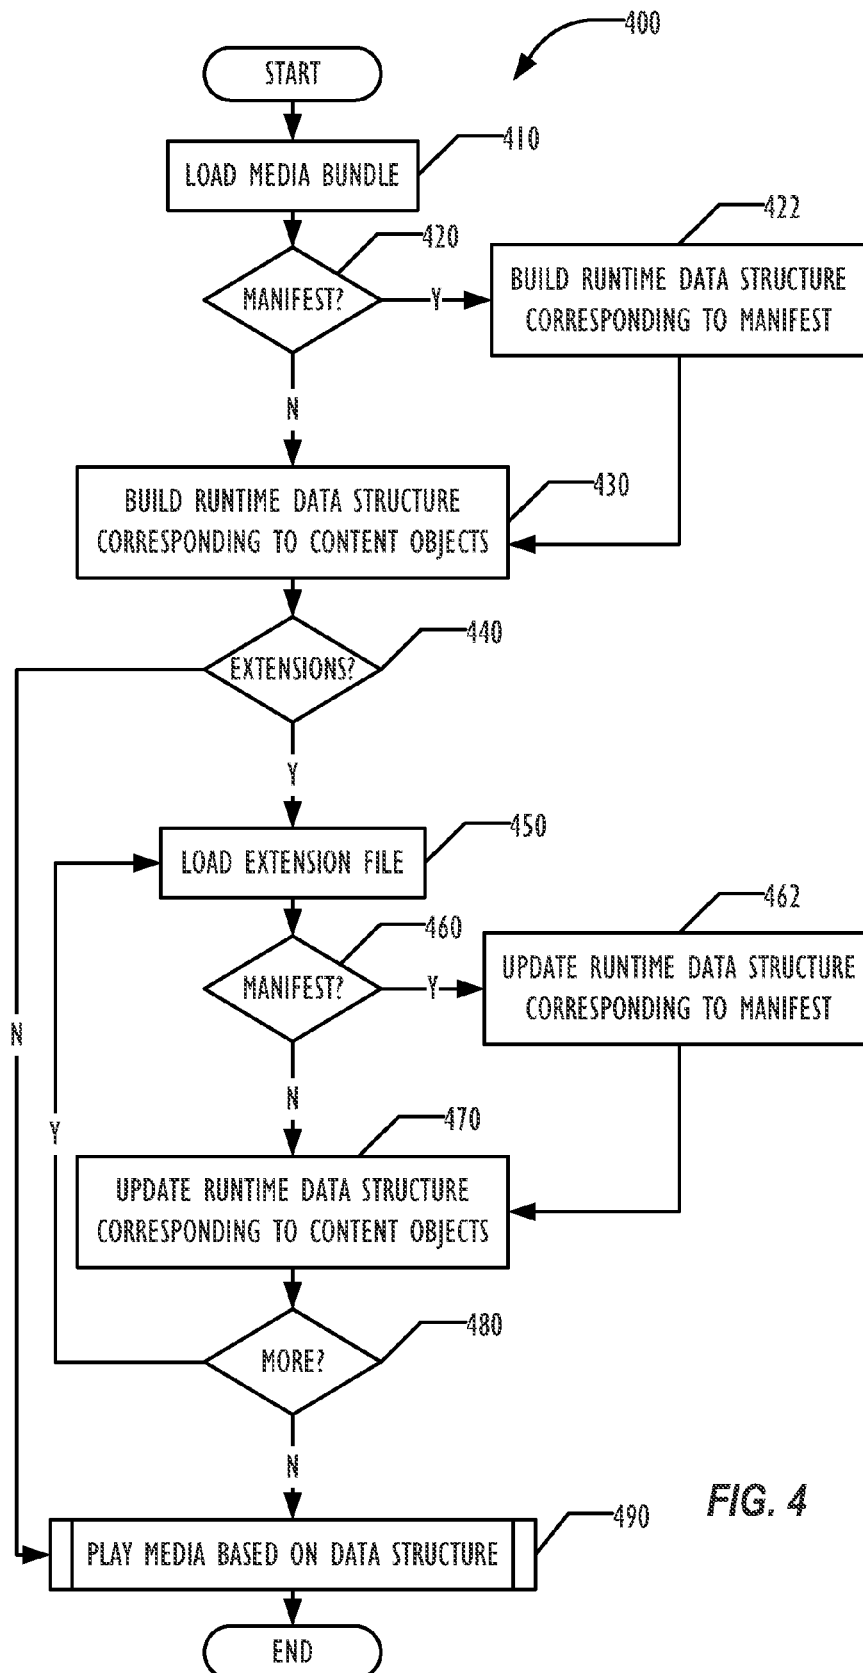 400
START
410
LOAD MEDIA BUNDLE
420
422
MANIFEST?
Y
BUILD RUNTIME DATA STRUCTURE
CORRESPONDING TO MANIFEST
N
BUILD RUNTIME DATA STRUCTURE
CORRESPONDING TO CONTENT OBJECTS
430
440
EXTENSIONS?
Y
450
LOAD EXTENSION FILE
460
462
MANIFEST?
Y
UPDATE RUNTIME DATA STRUCTURE
CORRESPONDING TO MANIFEST
N
N
Y
470
UPDATE RUNTIME DATA STRUCTURE
CORRESPONDING TO CONTENT OBJECTS
480
MORE?
N
FIG. 4
490
PLAY MEDIA BASED ON DATA STRUCTURE
END